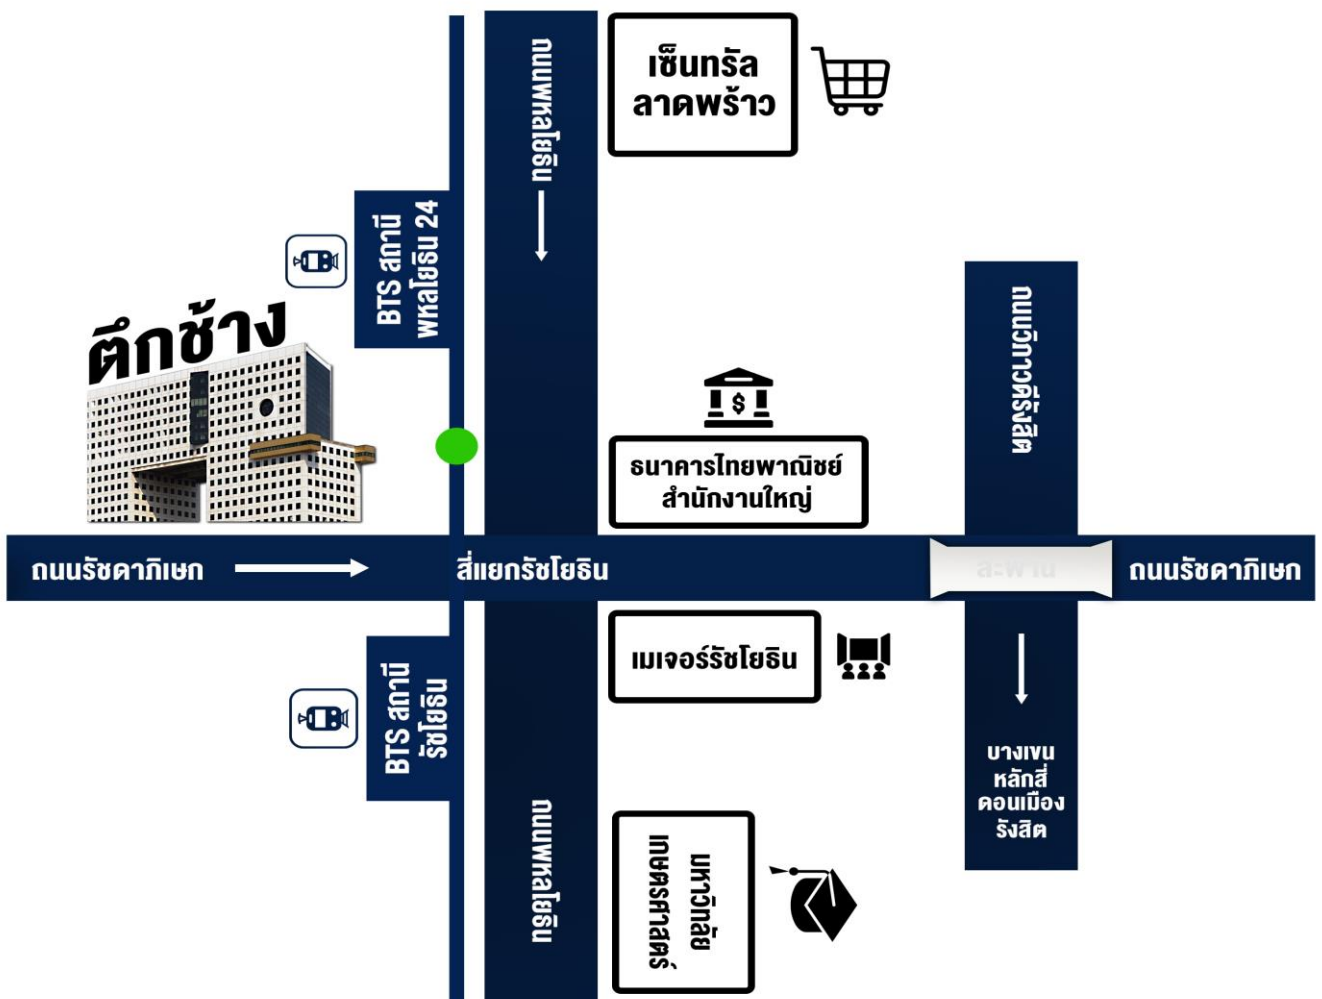 เซ็นทรัล
ลาดพร้าว
ถนนพหลโยธิน
BTS สถานี
พหลโยธิน 24
ตึกช้าง
ถนนวิภาวดีรังสิต
$
ธนาคารไทยพาณิชย์
สำนักงานใหญ่
ถนนรัชดาภิเษก
สี่แยกรัชโยธิน
สะพาน
ถนนรัชดาภิเษก
เมเจอร์รัชโยธิน
BTS สถานี
รัชโยธิน
บางเขน
หลักสี่
ดอนเมือง
รังสิต
ถนนพหลโยธิน
มหาวิทลัย
เกษตรศาสตร์